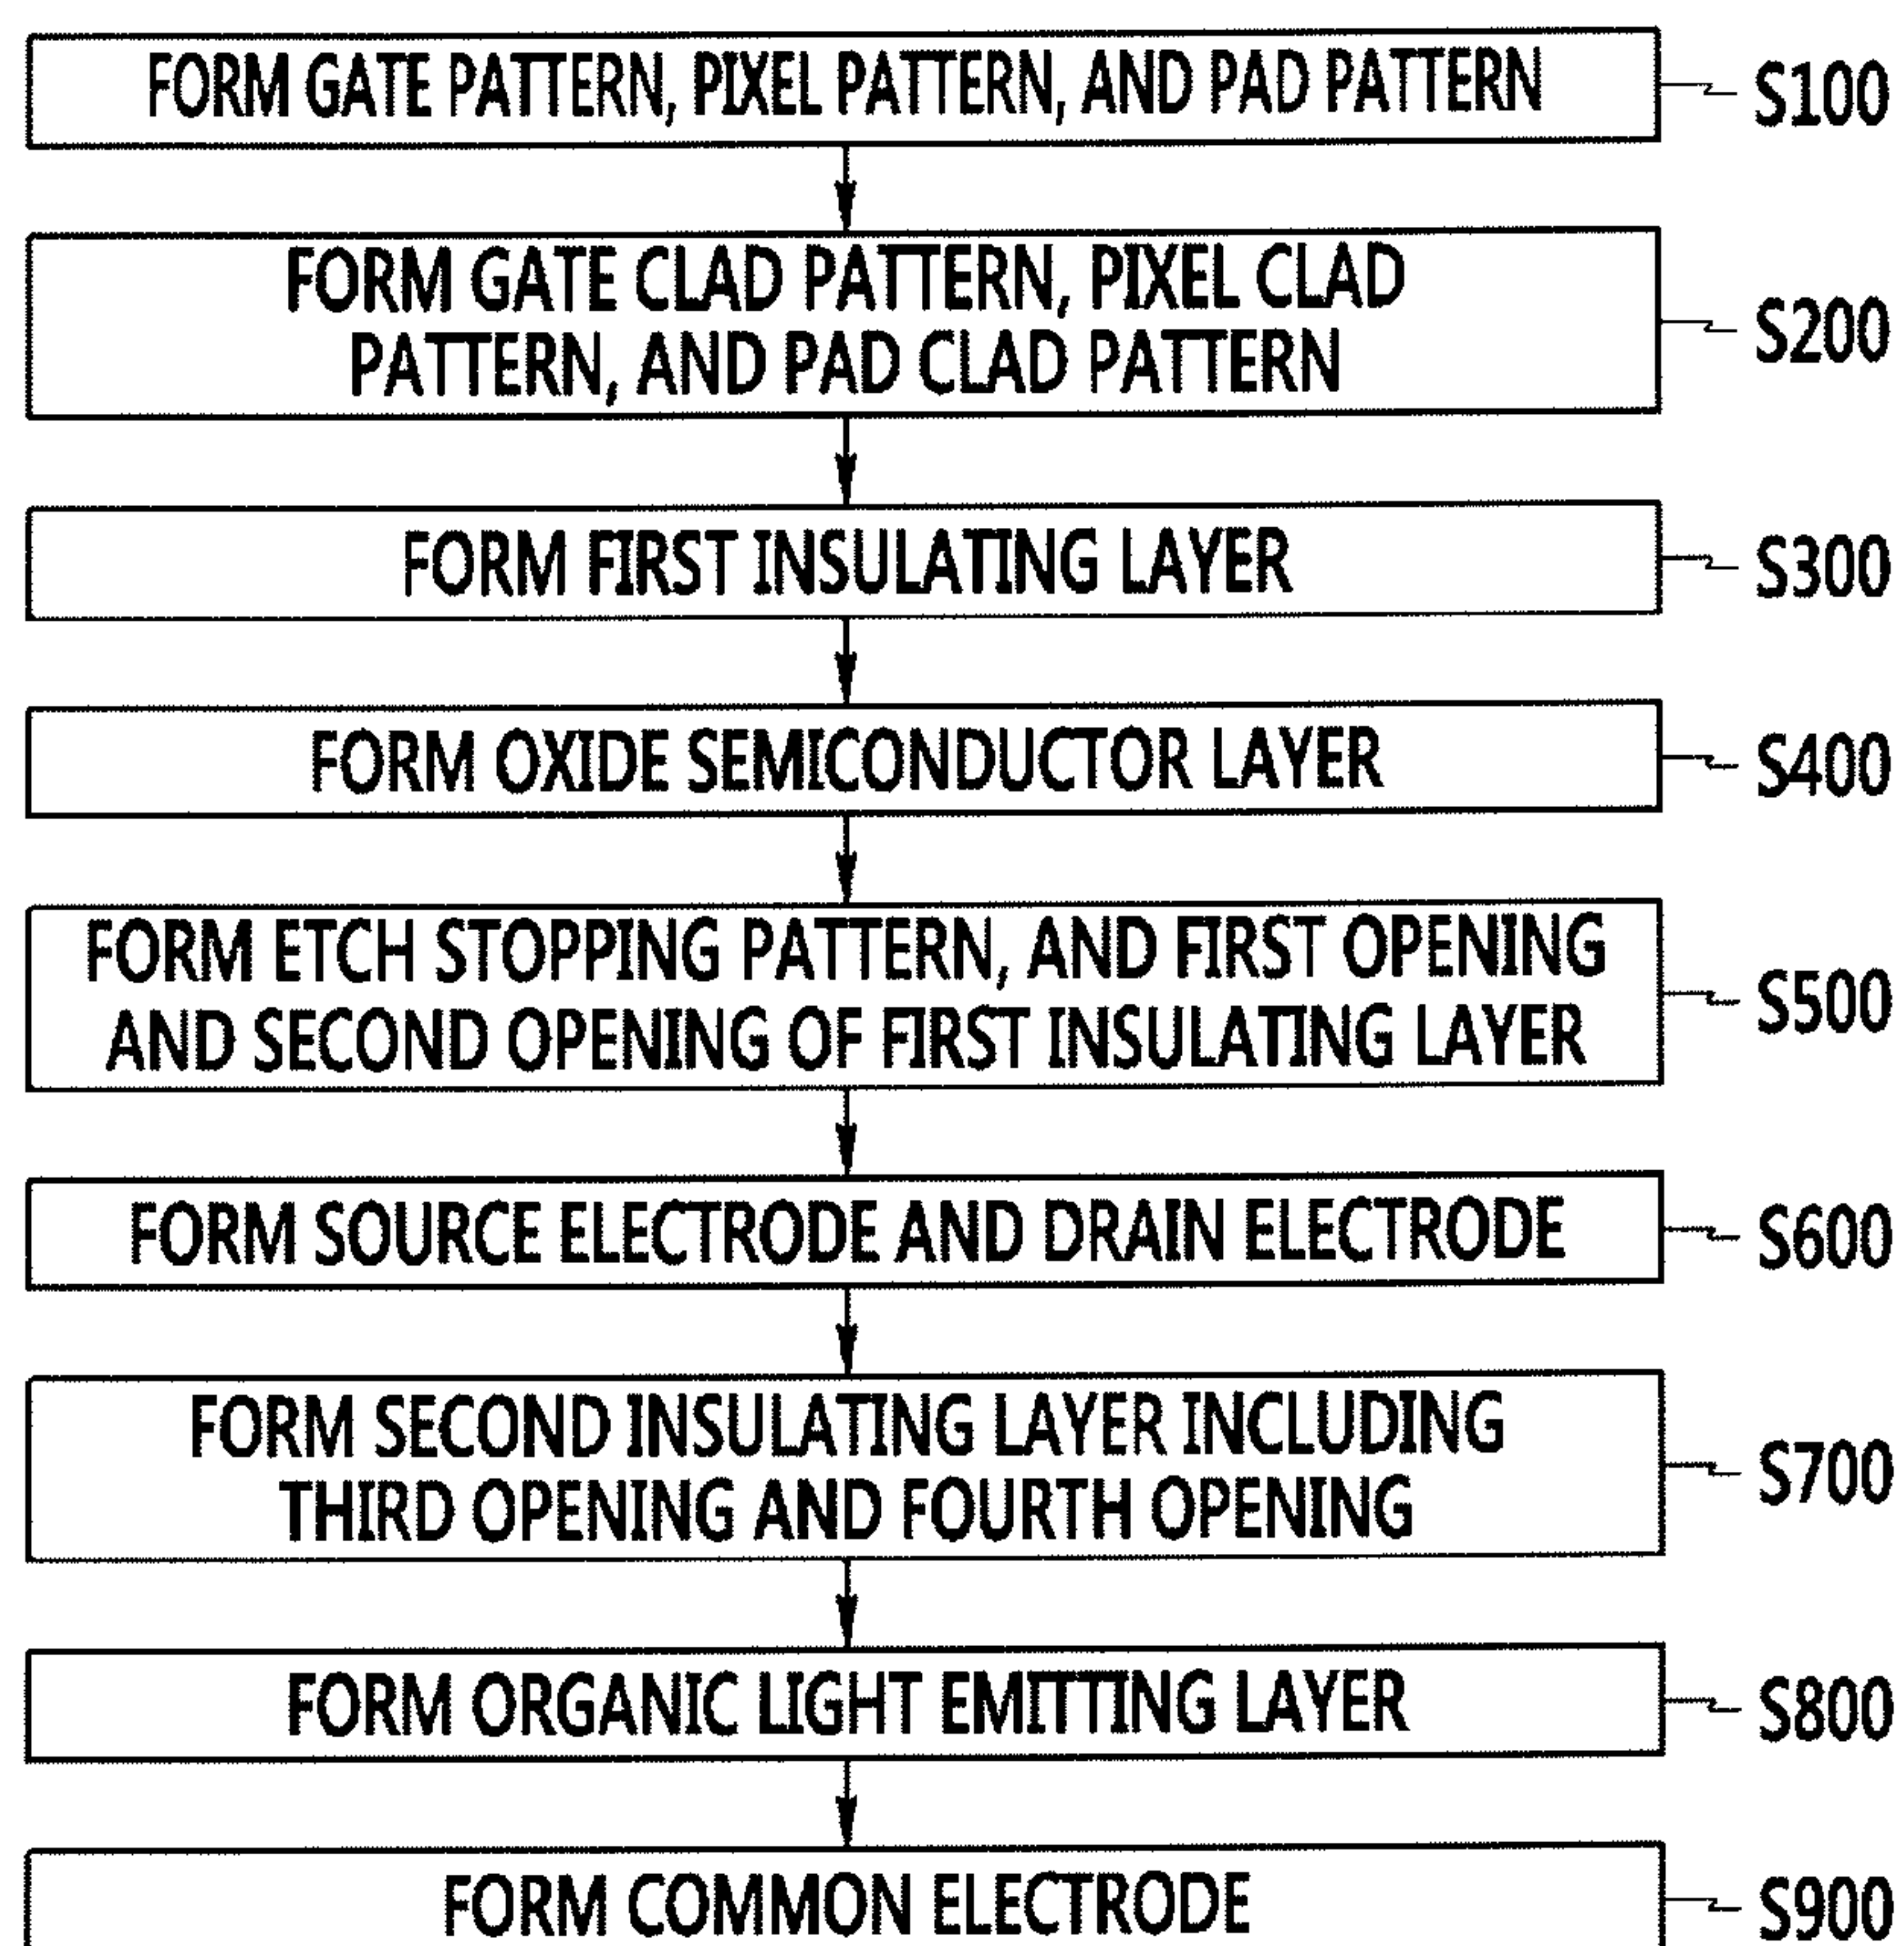 FORM GATE PATTERN, PIXEL PATTERN, AND PAD PATTERN
S100
FORM GATE CLAD PATTERN, PIXEL CLAD
PATTERN, AND PAD CLAD PATTERN
S200
FORM FIRST INSULATING LAYER
S300
FORM OXIDE SEMICONDUCTOR LAYER
S400
FORM ETCH STOPPING PATTERN, AND FIRST OPENING
AND SECOND OPENING OF FIRST INSULATING LAYER
S500
FORM SOURCE ELECTRODE AND DRAIN ELECTRODE
S600
FORM SECOND INSULATING LAYER INCLUDING
THIRD OPENING AND FOURTH OPENING
S700
FORM ORGANIC LIGHT EMITTING LAYER
S800
FORM COMMON ELECTRODE
S900